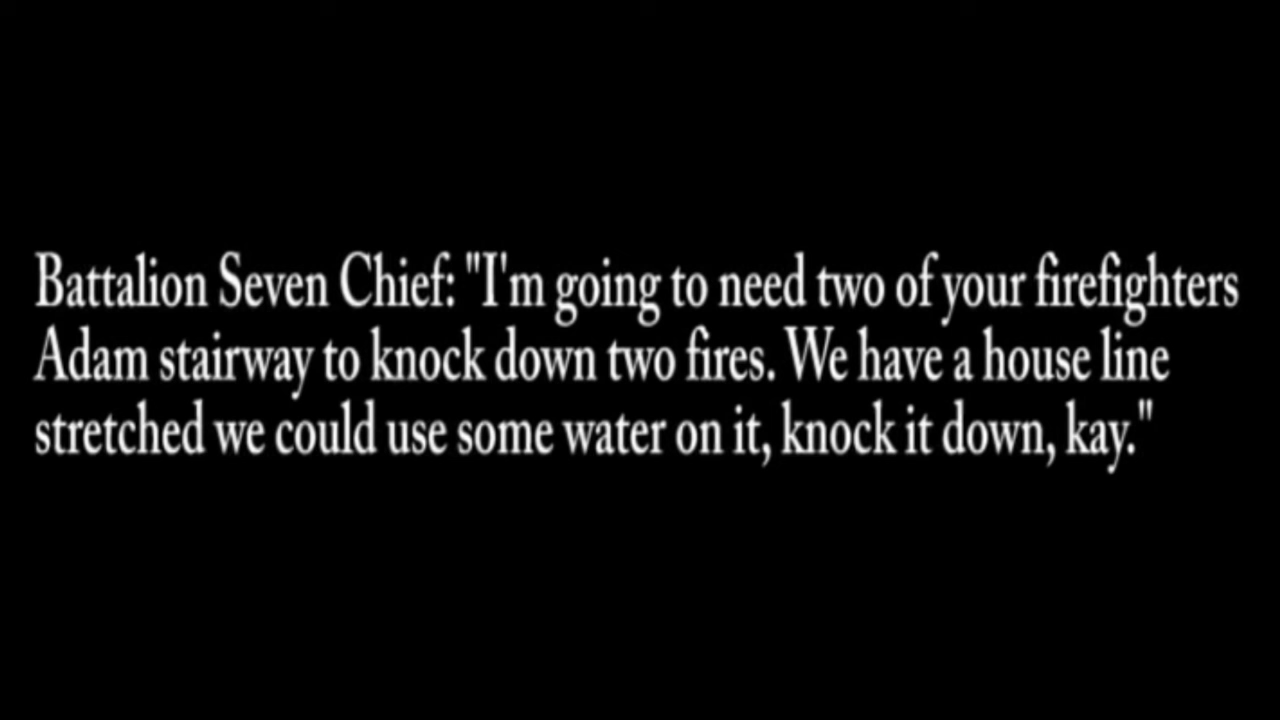 Battalion Seven Chief: "I'm going to need two of your firefighters
Adam stairway to knock down two fires. We have a house line
stretched we could use some water on it, knock it down, kay."